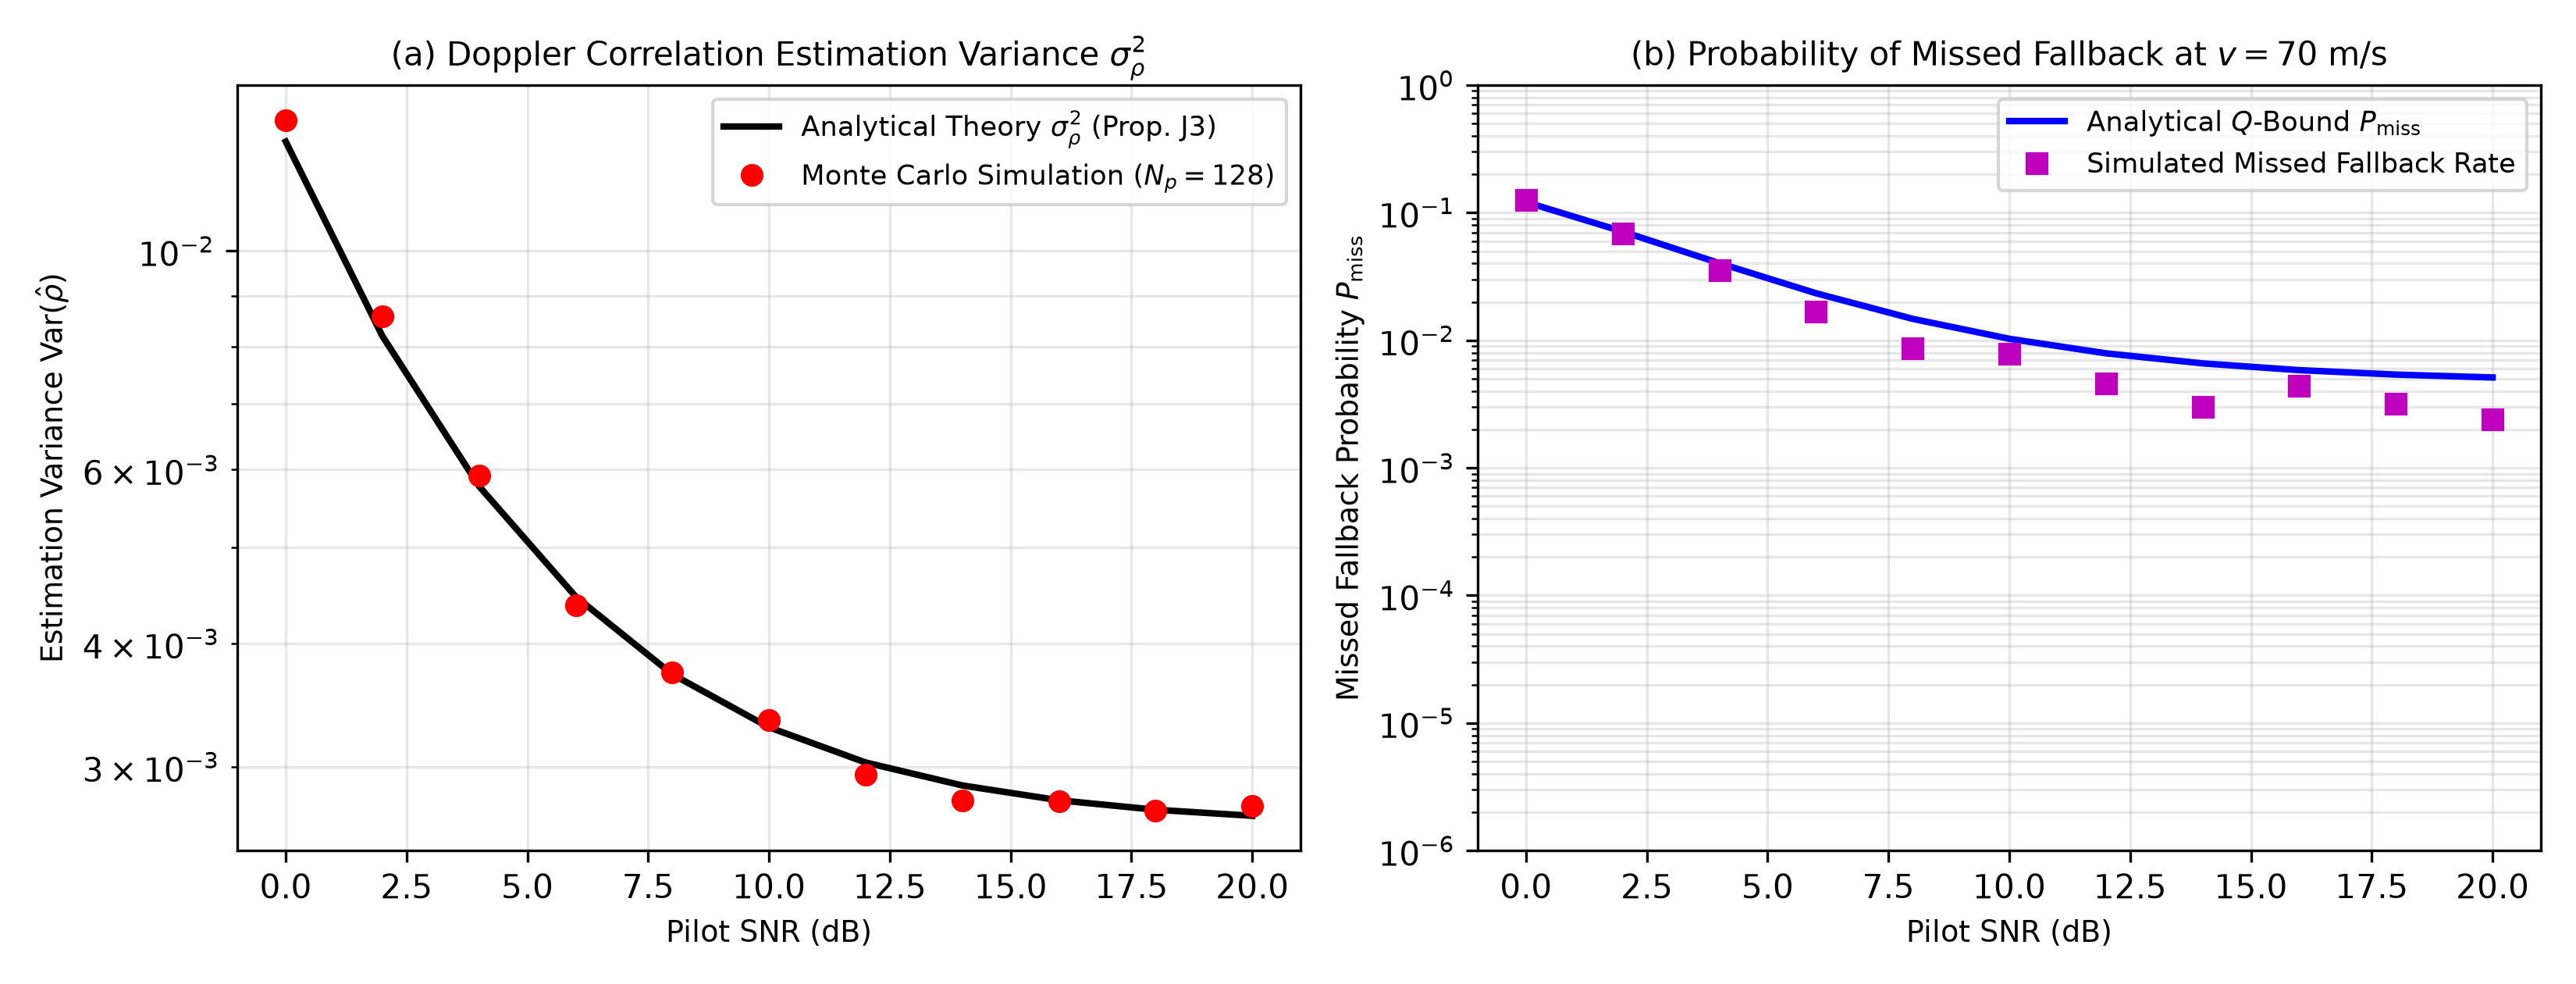 (a) Doppler Correlation Estimation Variance σ²ᵨ
Analytical Theory σ²ᵨ (Prop. J3)
Monte Carlo Simulation (Nₚ = 128)
Estimation Variance Var(ρ̂)
10⁻²
6 × 10⁻³
4 × 10⁻³
3 × 10⁻³
0.0 2.5 5.0 7.5 10.0 12.5 15.0 17.5 20.0
Pilot SNR (dB)
(b) Probability of Missed Fallback at v = 70 m/s
Analytical Q-Bound P_miss
Simulated Missed Fallback Rate
Missed Fallback Probability P_miss
10⁰
10⁻¹
10⁻²
10⁻³
10⁻⁴
10⁻⁵
10⁻⁶
0.0 2.5 5.0 7.5 10.0 12.5 15.0 17.5 20.0
Pilot SNR (dB)